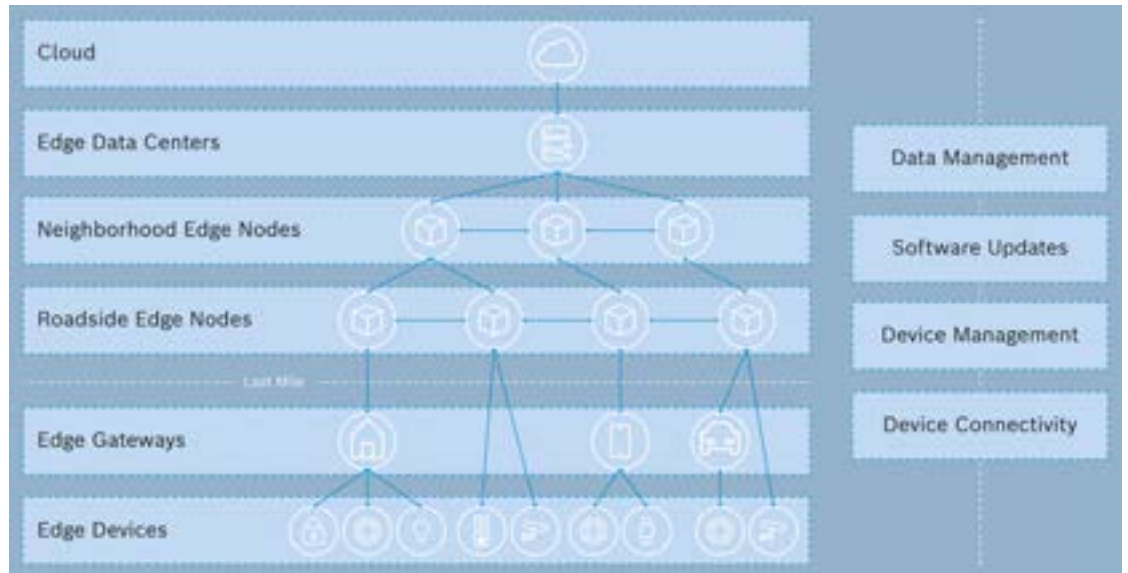 Cloud
Edge Data Centers
Neighborhood Edge Nodes
Roadside Edge Nodes
Last Mile
Edge Gateways
Edge Devices
Data Management
Software Updates
Device Management
Device Connectivity